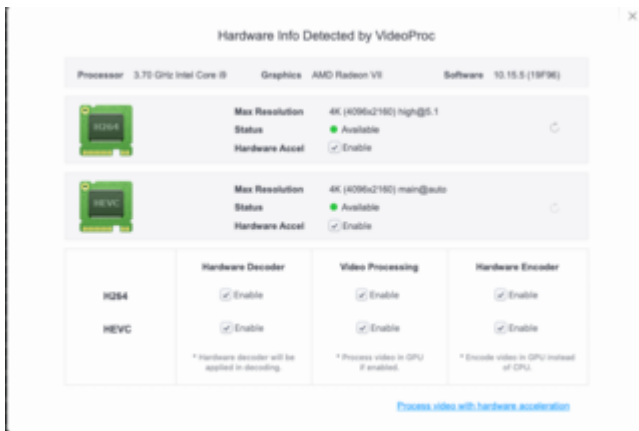 Hardware Info Detected by VideoProc
Processor 3.70 GHz Intel Core i9 Graphics AMD Radeon VII Software 10.15.5 (19F96)
H264
Max Resolution 4K (4096x2160) high@5.1
Status Available
Hardware Accel Enable
HEVC
Max Resolution 4K (4096x2160) main@auto
Status Available
Hardware Accel Enable
Hardware Decoder Video Processing Hardware Encoder
H264 Enable Enable Enable
HEVC Enable Enable Enable
* Hardware decoder will be * Process video in GPU * Encode video in GPU instead
applied in decoding. if enabled. of CPU.
Process video with hardware acceleration